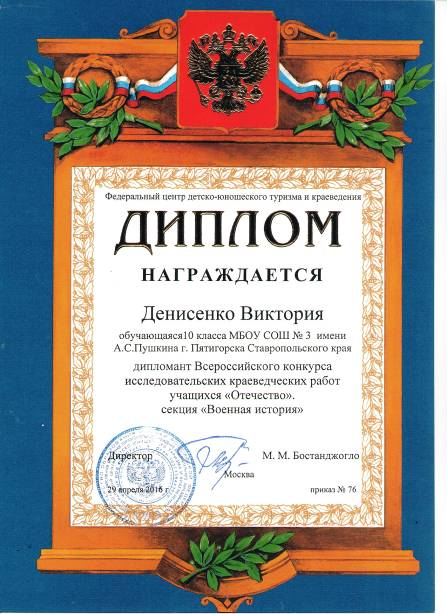 Федеральный центр детско-юношеского туризма и краеведения
ДИПЛОМ
НАГРАЖДАЕТСЯ
Денисенко Виктория
обучающаяся10 класса МБОУ СОШ № 3 имени
А.С.Пушкина г. Пятигорска Ставропольского края
дипломант Всероссийского конкурса
исследовательских краеведческих работ
учащихся «Отечество».
секция «Военная история»
Директор М. М. Бостанджогло
Москва
29 апреля 2016 г приказ № 76